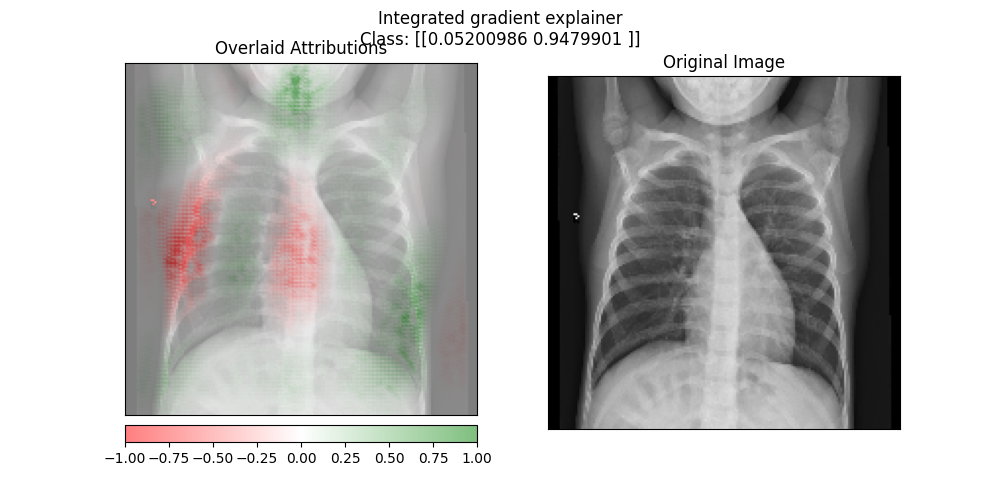 Integrated gradient explainer
Class: [[0.05200986 0.9479901 ]]
Overlaid Attributions
Original Image
−1.00 −0.75 −0.50 −0.25 0.00 0.25 0.50 0.75 1.00